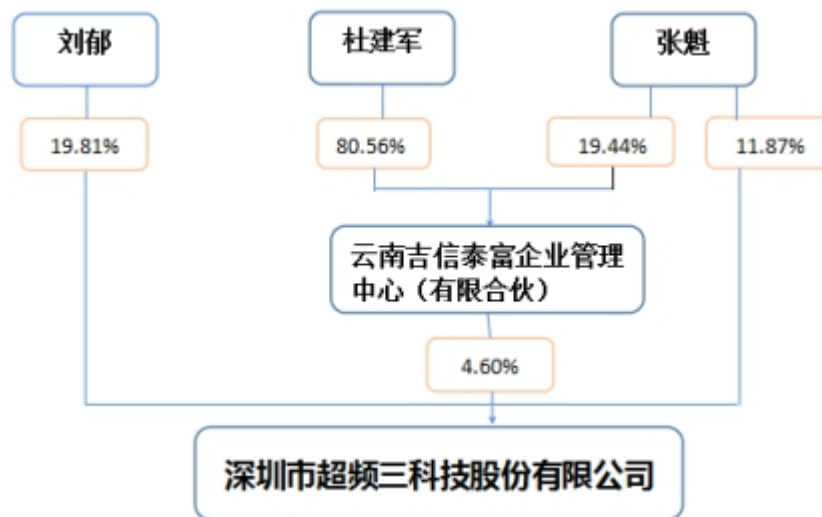 刘郁
杜建军
张魁
19.81%
80.56%
19.44%
11.87%
云南吉信泰富企业管理
中心（有限合伙）
4.60%
深圳市超频三科技股份有限公司